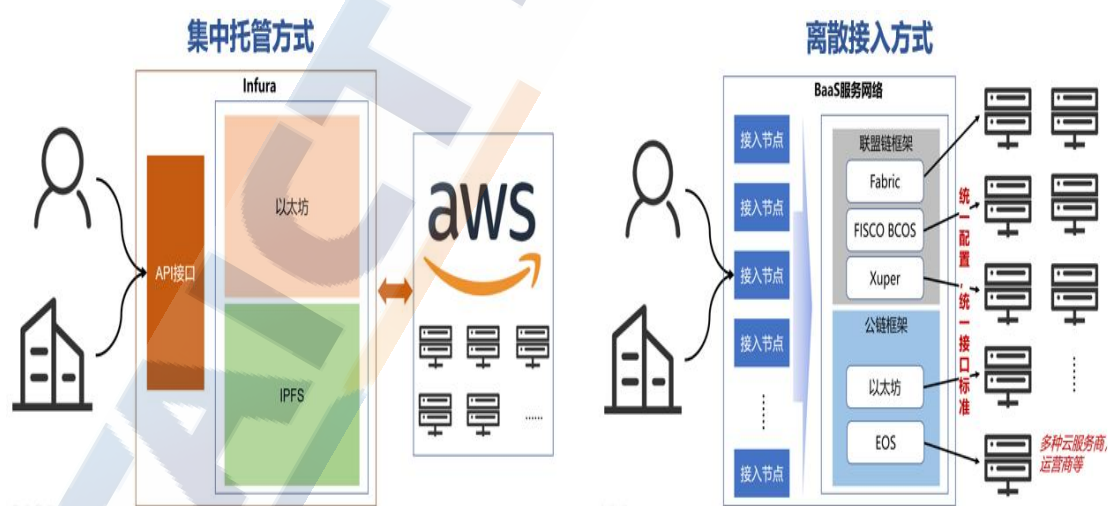 集中托管方式
Infura
API接口
以太坊
IPFS
aws
......
离散接入方式
BaaS服务网络
接入节点
接入节点
接入节点
接入节点
接入节点
联盟链框架
Fabric
FISCO BCOS
Xuper
公链框架
以太坊
EOS
统一配置,统一接口标准
多种云服务商,
运营商等
CAICT